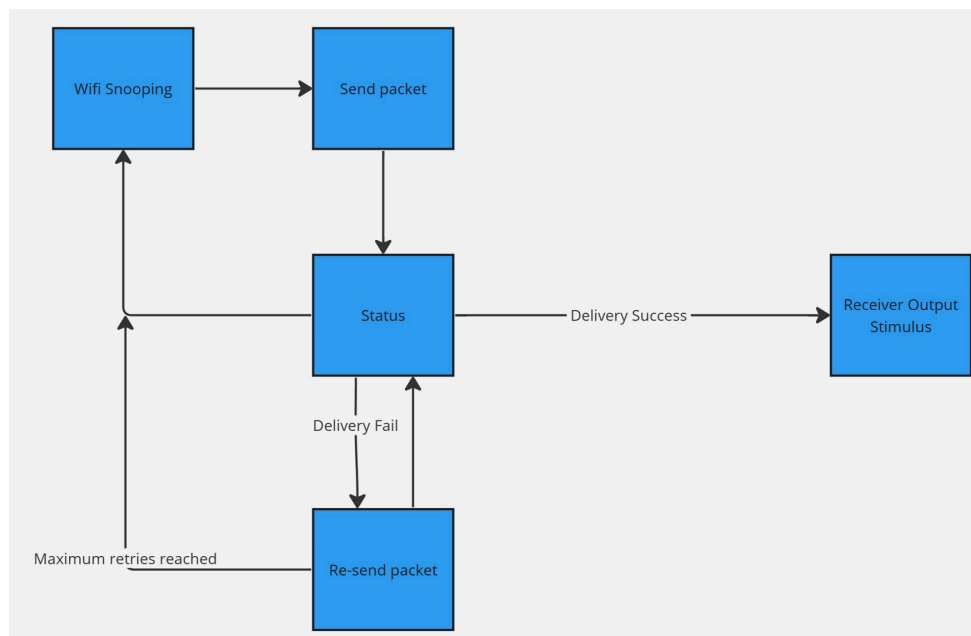 Wifi Snooping
Send packet
Status
Delivery Success
Receiver Output
Stimulus
Delivery Fail
Maximum retries reached
Re-send packet